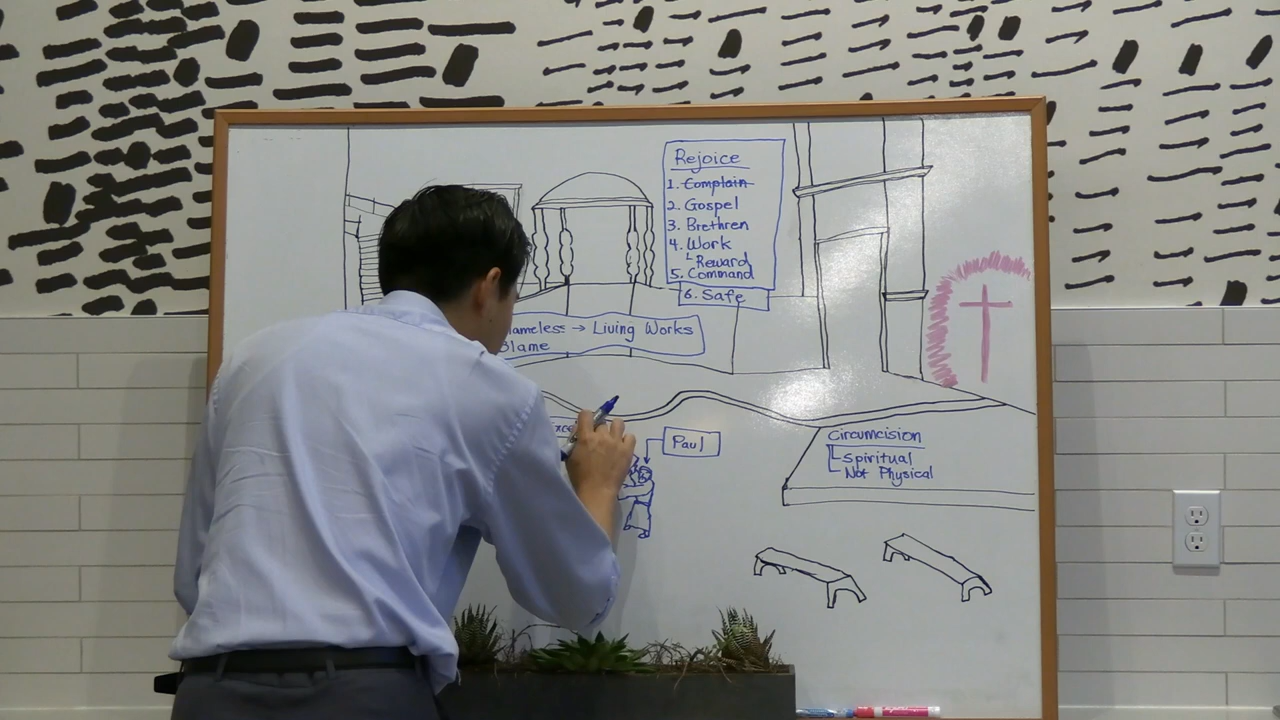 Rejoice
1. Complain
2. Gospel
3. Brethren
4. Work
Reward
5. Command
6. Safe
lameless → Living Works
Blame
Paul
Circumcision
Spiritual
Not Physical